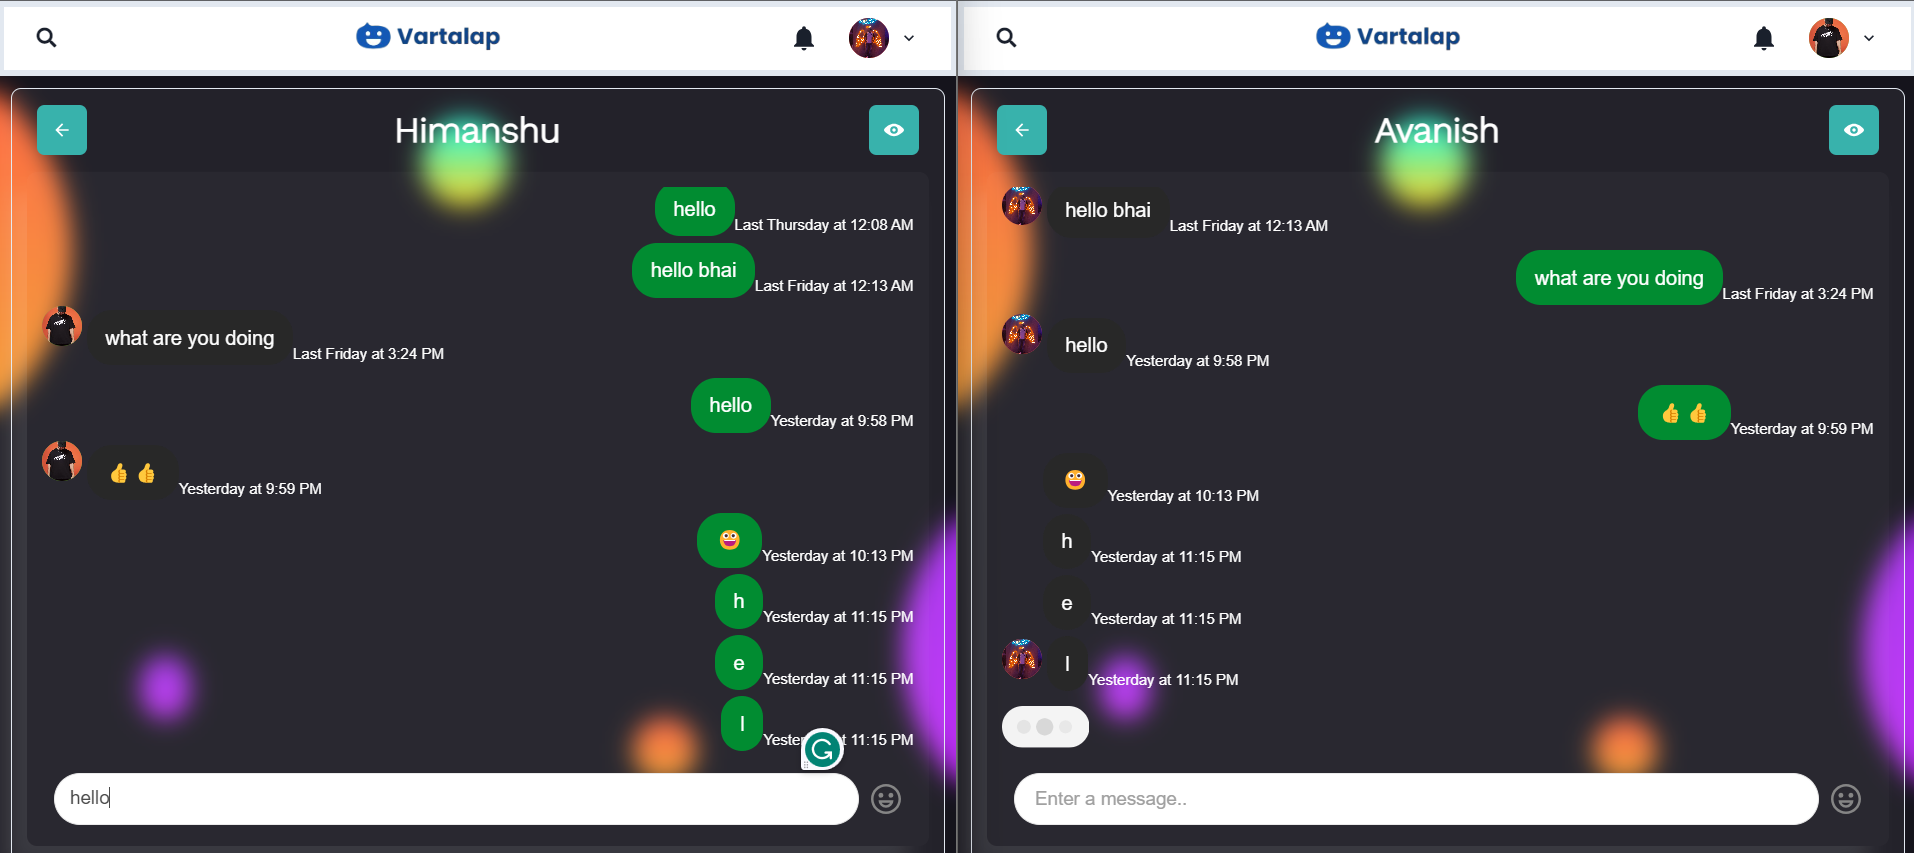 Vartalap
Himanshu
hello
Last Thursday at 12:08 AM
hello bhai
Last Friday at 12:13 AM
what are you doing
Last Friday at 3:24 PM
hello
Yesterday at 9:58 PM
👍 👍
Yesterday at 9:59 PM
😀
Yesterday at 10:13 PM
h
Yesterday at 11:15 PM
e
Yesterday at 11:15 PM
l
11:15 PM
hello
Vartalap
Avanish
hello bhai
Last Friday at 12:13 AM
what are you doing
Last Friday at 3:24 PM
hello
Yesterday at 9:58 PM
👍 👍
Yesterday at 9:59 PM
😀
Yesterday at 10:13 PM
h
Yesterday at 11:15 PM
e
Yesterday at 11:15 PM
l
Yesterday at 11:15 PM
Enter a message..